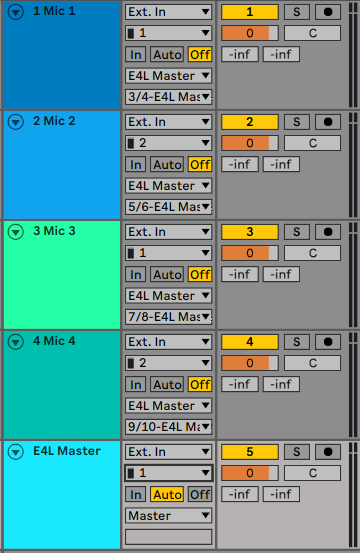 1 Mic 1 Ext. In 1 S
1 0 C
In Auto Off -inf -inf
E4L Master
3/4-E4L Mas
2 Mic 2 Ext. In 2 S
2 0 C
In Auto Off -inf -inf
E4L Master
5/6-E4L Mas
3 Mic 3 Ext. In 3 S
1 0 C
In Auto Off -inf -inf
E4L Master
7/8-E4L Mas
4 Mic 4 Ext. In 4 S
2 0 C
In Auto Off -inf -inf
E4L Master
9/10-E4L Ma
E4L Master Ext. In 5 S
1 0 C
In Auto Off -inf -inf
Master